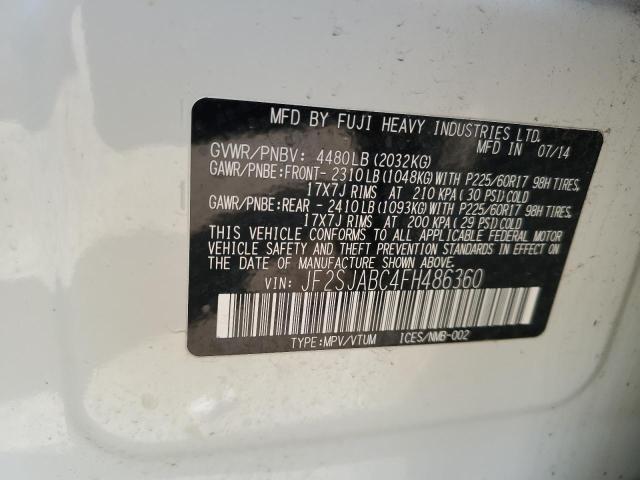 MFD BY FUJI HEAVY INDUSTRIES LTD.
MFD IN 07/14
GVWR/PNBV: 4480LB(2032KG)
GAWR/PNBE:FRONT- 2310LB(1048KG)WITH P225/60R17 98H TIRES,
17X7J RIMS AT 210 KPA(30 PSI)COLD
GAWR/PNBE:REAR - 2410LB(1093KG)WITH P225/60R17 98H TIRES,
17X7J RIMS AT 200 KPA(29 PSI)COLD
THIS VEHICLE CONFORMS TO ALL APPLICABLE FEDERAL MOTOR
VEHICLE SAFETY AND THEFT PREVENTION STANDARDS IN EFFECT
ON THE DATE OF MANUFACTURE SHOWN ABOVE.
VIN: JF2SJABC4FH486360
TYPE:MPV/VTUM ICES/NMB-002